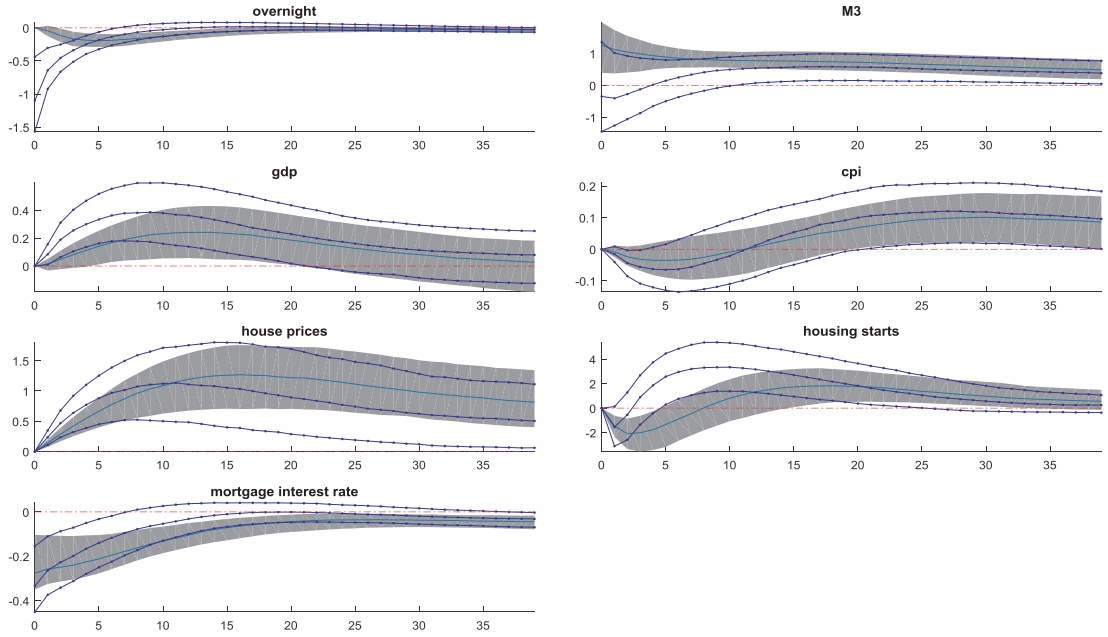 overnight
0
-0.5
-1
-1.5
0 5 10 15 20 25 30 35
M3
1
0
-1
0 5 10 15 20 25 30 35
gdp
0.4
0.2
0
0 5 10 15 20 25 30 35
cpi
0.2
0.1
0
-0.1
0 5 10 15 20 25 30 35
house prices
1.5
1
0.5
0
0 5 10 15 20 25 30 35
housing starts
4
2
0
-2
0 5 10 15 20 25 30 35
mortgage interest rate
0
-0.2
-0.4
0 5 10 15 20 25 30 35